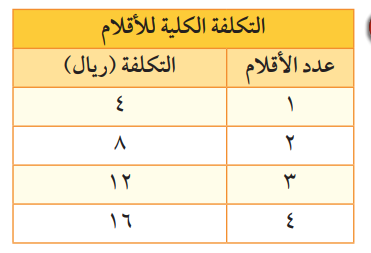 التكلفة الكلية للأقلام
عدد الأقلام التكلفة (ريال)
١ ٤
٢ ٨
٣ ١٢
٤ ١٦